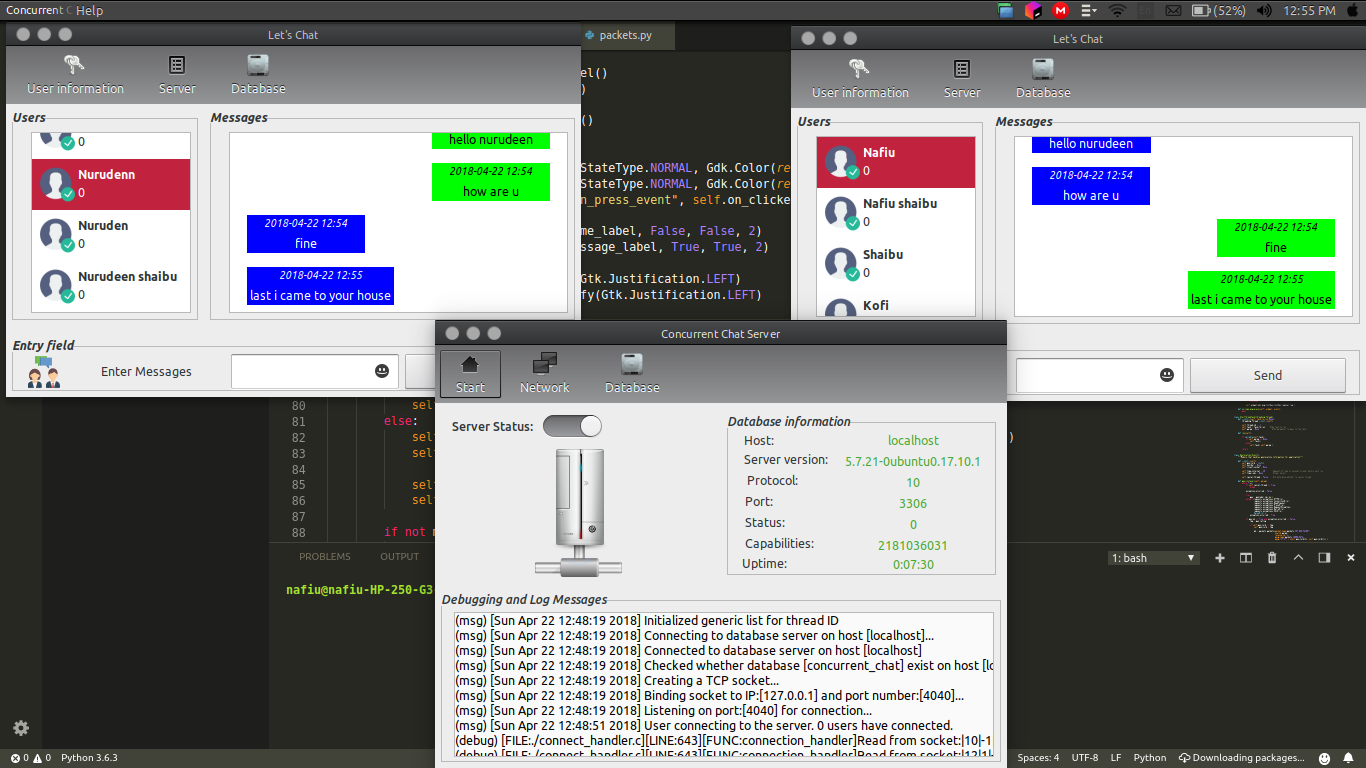 Concurrent C Help
(52%) 12:55 PM
Let's Chat
User information Server Database
Users
0
Nurudenn
0
Nuruden
0
Nurudeen shaibu
0
Messages
hello nurudeen
2018-04-22 12:54
how are u
2018-04-22 12:54
fine
2018-04-22 12:55
last i came to your house
Entry field
Enter Messages
packets.py
el()
)
()
StateType.NORMAL, Gdk.Color(re
StateType.NORMAL, Gdk.Color(re
n_press_event", self.on_clicke
me_label, False, False, 2)
ssage_label, True, True, 2)
Gtk.Justification.LEFT)
fy(Gtk.Justification.LEFT)
Let's Chat
User information Server Database
Users
Nafiu
0
Nafiu shaibu
0
Shaibu
0
Kofi
Messages
hello nurudeen
2018-04-22 12:54
how are u
2018-04-22 12:54
fine
2018-04-22 12:55
last i came to your house
Send
80 sel
81 else:
82 sel )
83 sel
84
85 sel
86 sel
87
88 if not n
PROBLEMS OUTPUT
1: bash
nafiu@nafiu-HP-250-G3
Concurrent Chat Server
Start Network Database
Server Status:
Database information
Host: localhost
Server version: 5.7.21-0ubuntu0.17.10.1
Protocol: 10
Port: 3306
Status: 0
Capabilities: 2181036031
Uptime: 0:07:30
Debugging and Log Messages
(msg) [Sun Apr 22 12:48:19 2018] Initialized generic list for thread ID
(msg) [Sun Apr 22 12:48:19 2018] Connecting to database server on host [localhost]...
(msg) [Sun Apr 22 12:48:19 2018] Connected to database server on host [localhost]
(msg) [Sun Apr 22 12:48:19 2018] Checked whether database [concurrent_chat] exist on host [lo
(msg) [Sun Apr 22 12:48:19 2018] Creating a TCP socket...
(msg) [Sun Apr 22 12:48:19 2018] Binding socket to IP:[127.0.0.1] and port number:[4040]...
(msg) [Sun Apr 22 12:48:19 2018] Listening on port:[4040] for connection...
(msg) [Sun Apr 22 12:48:51 2018] User connecting to the server. 0 users have connected.
(debug) [FILE:./connect_handler.c][LINE:643][FUNC:connection_handler]Read from socket:|10|-1
0 0 Python 3.6.3
Spaces: 4 UTF-8 LF Python Downloading packages...